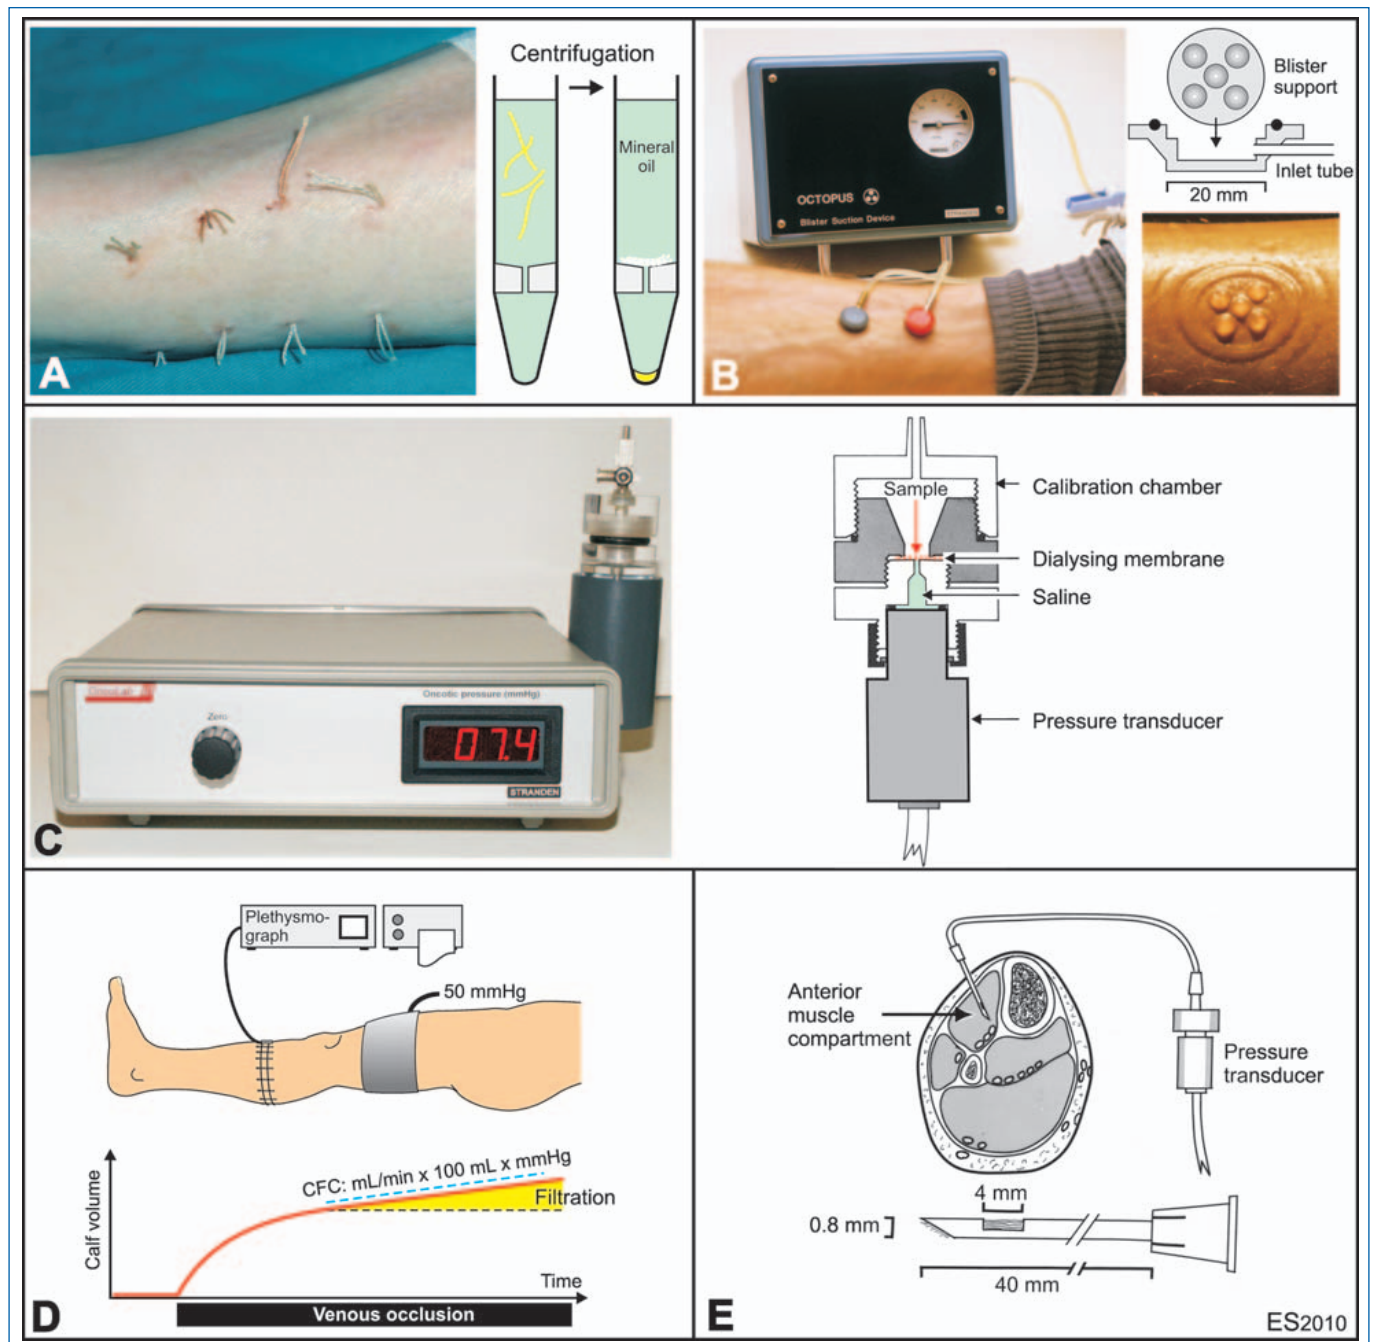 Centrifugation
Mineral
oil
A
OCTOPUS
Blister Suction Device
Blister
support
Inlet tube
20 mm
B
Zero
Oncotic pressure (mmHg)
07.4
STRANDEN
C
Sample
Calibration chamber
Dialysing membrane
Saline
Pressure transducer
Plethysmo-
graph
50 mmHg
CFC: mL/min x 100 mL x mmHg
Filtration
Calf volume
Time
Venous occlusion
D
Anterior
muscle
compartment
Pressure
transducer
4 mm
0.8 mm
40 mm
E
ES2010